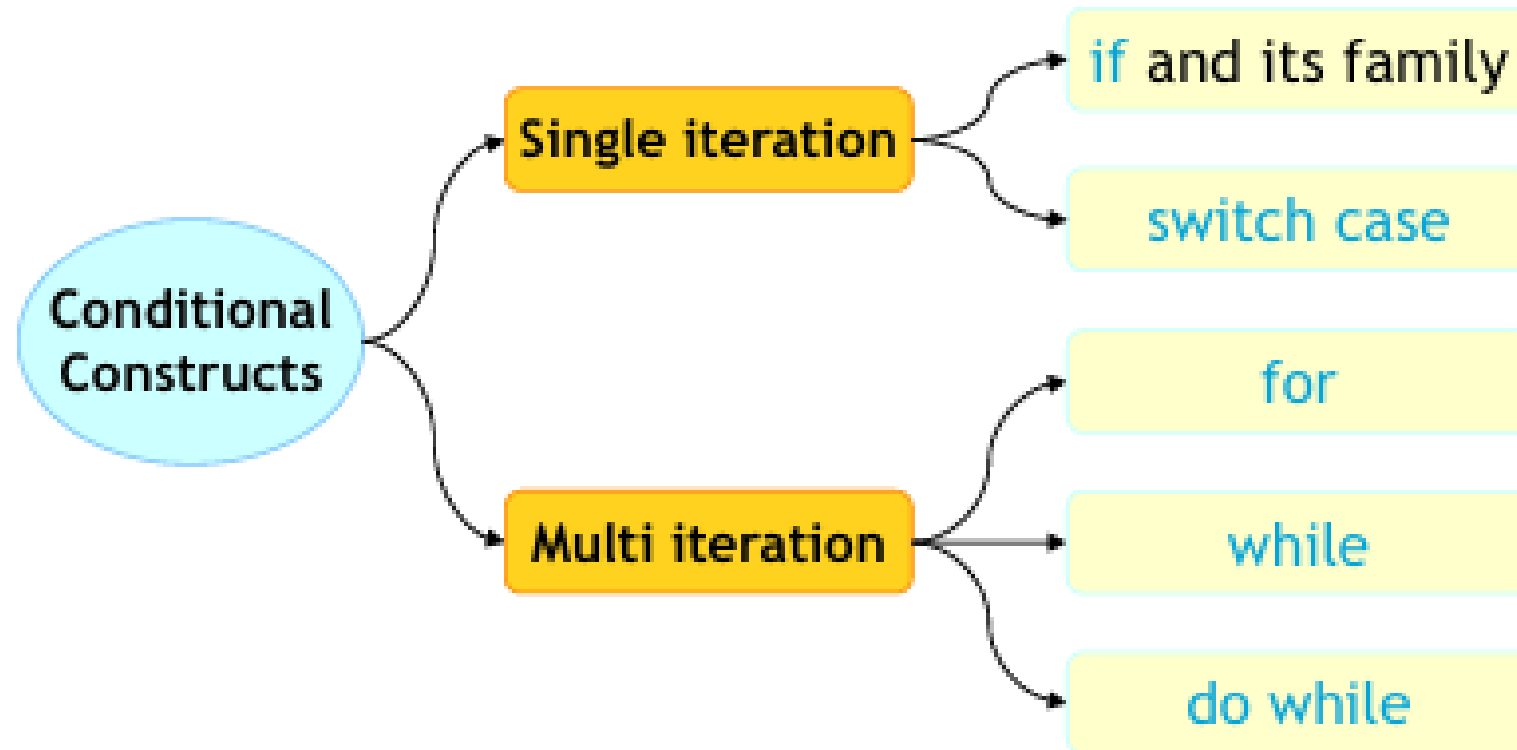 if and its family
Single iteration
switch case
Conditional
Constructs
for
Multi iteration
while
do while